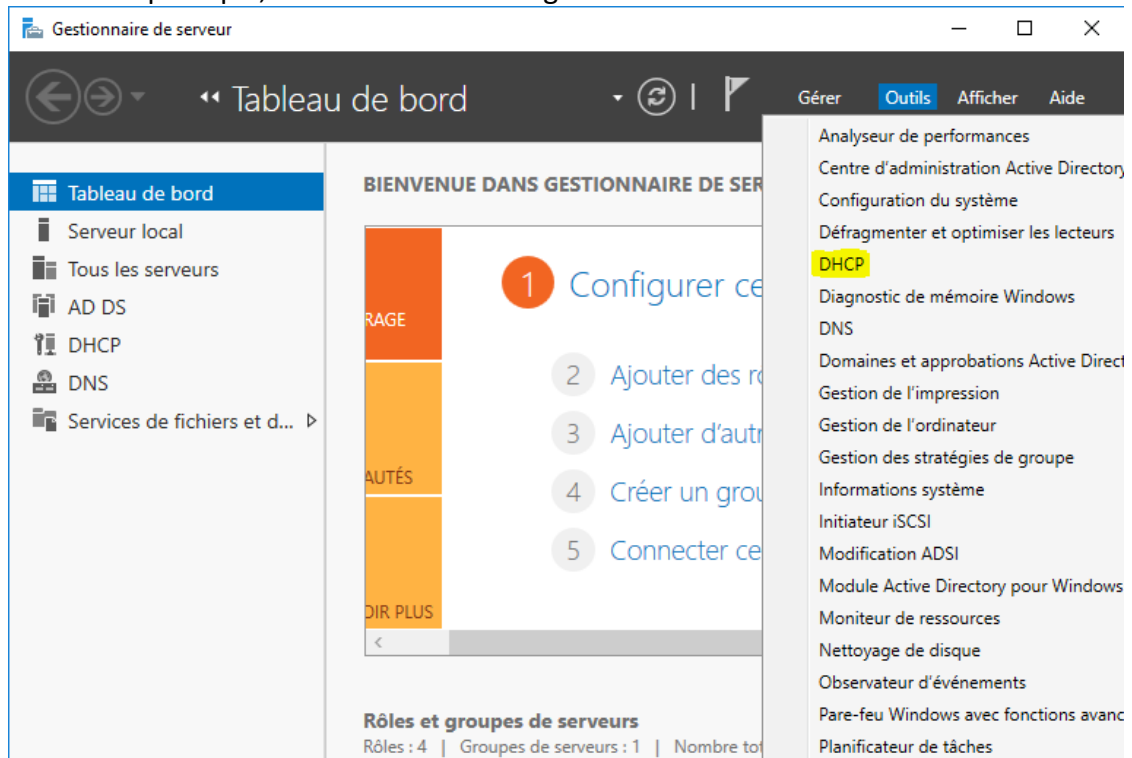 Gestionnaire de serveur
Tableau de bord
Gérer Outils Afficher Aide
Tableau de bord
Serveur local
Tous les serveurs
AD DS
DHCP
DNS
Services de fichiers et d...
BIENVENUE DANS GESTIONNAIRE DE SER
RAGE
AUTÉS
OIR PLUS
1 Configurer ce
2 Ajouter des r
3 Ajouter d'autr
4 Créer un grou
5 Connecter ce
Rôles et groupes de serveurs
Rôles : 4 | Groupes de serveurs : 1 | Nombre tot
Analyseur de performances
Centre d'administration Active Directory
Configuration du système
Défragmenter et optimiser les lecteurs
DHCP
Diagnostic de mémoire Windows
DNS
Domaines et approbations Active Direct
Gestion de l'impression
Gestion de l'ordinateur
Gestion des stratégies de groupe
Informations système
Initiateur iSCSI
Modification ADSI
Module Active Directory pour Windows
Moniteur de ressources
Nettoyage de disque
Observateur d'événements
Pare-feu Windows avec fonctions avanc
Planificateur de tâches